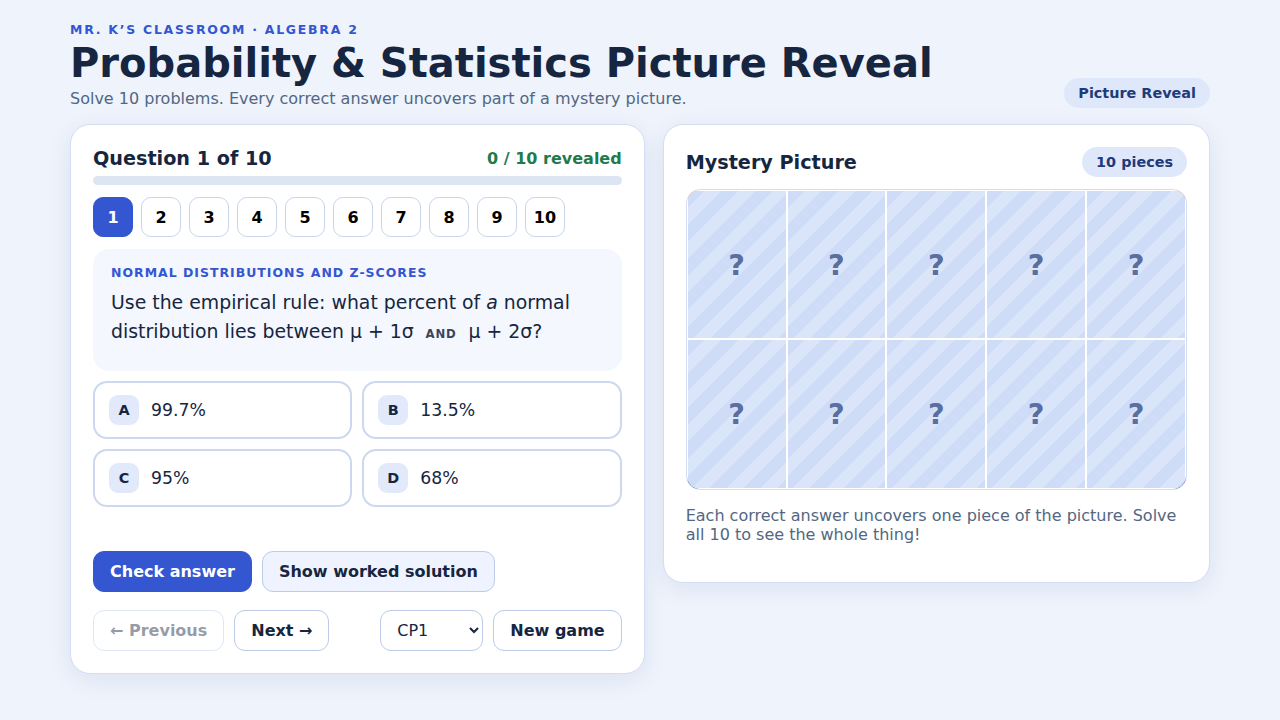 MR. K’S CLASSROOM · ALGEBRA 2
Probability & Statistics Picture Reveal
Solve 10 problems. Every correct answer uncovers part of a mystery picture.
Picture Reveal
Question 1 of 10
0 / 10 revealed
1 2 3 4 5 6 7 8 9 10
NORMAL DISTRIBUTIONS AND Z-SCORES
Use the empirical rule: what percent of a normal
distribution lies between μ + 1σ AND μ + 2σ?
A 99.7%
B 13.5%
C 95%
D 68%
Check answer
Show worked solution
← Previous
Next →
CP1
New game
Mystery Picture
10 pieces
? ? ? ? ?
? ? ? ? ?
Each correct answer uncovers one piece of the picture. Solve
all 10 to see the whole thing!